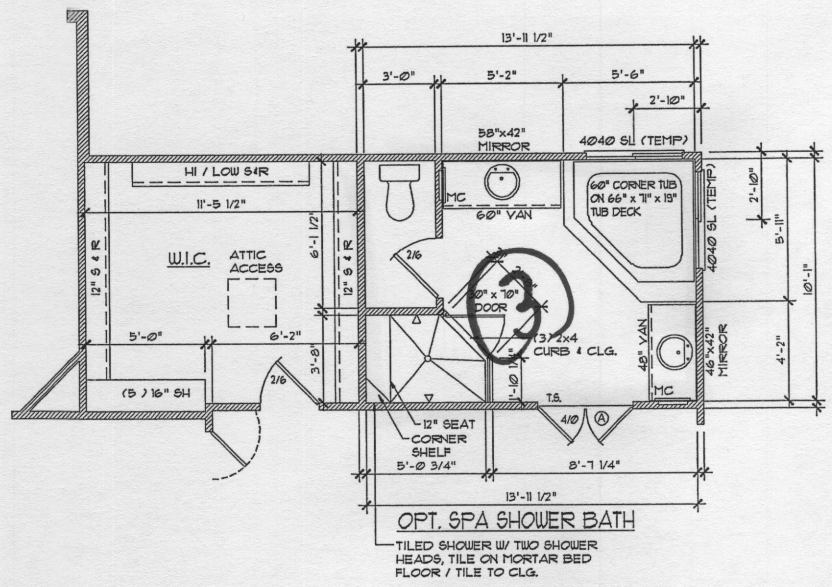 13'-11 1/2"
3'-0"
5'-2"
5'-6"
2'-10"
58"x42"
MIRROR
4040 SL (TEMP)
HI / LOW S&R
MC
60" VAN
60" CORNER TUB
ON 66" x 71" x 19"
TUB DECK
4040 SL (TEMP)
2'-10"
5'-11"
10'-1"
11'-5 1/2"
6'-1 1/2"
12" S & R
12" S & R
W.I.C.
ATTIC
ACCESS
2/6
3
x 70"
DOOR
(3) 2x4
CURB & CLG.
5'-0"
6'-2"
3'-8"
48" VAN
46"x42"
MIRROR
4'-2"
(5) 16" SH
2/6
1'-10 1/4"
T.S.
MC
4/0
A
12" SEAT
CORNER
SHELF
5'-0 3/4"
8'-7 1/4"
13'-11 1/2"
OPT. SPA SHOWER BATH
TILED SHOWER W/ TWO SHOWER
HEADS, TILE ON MORTAR BED
FLOOR / TILE TO CLG.